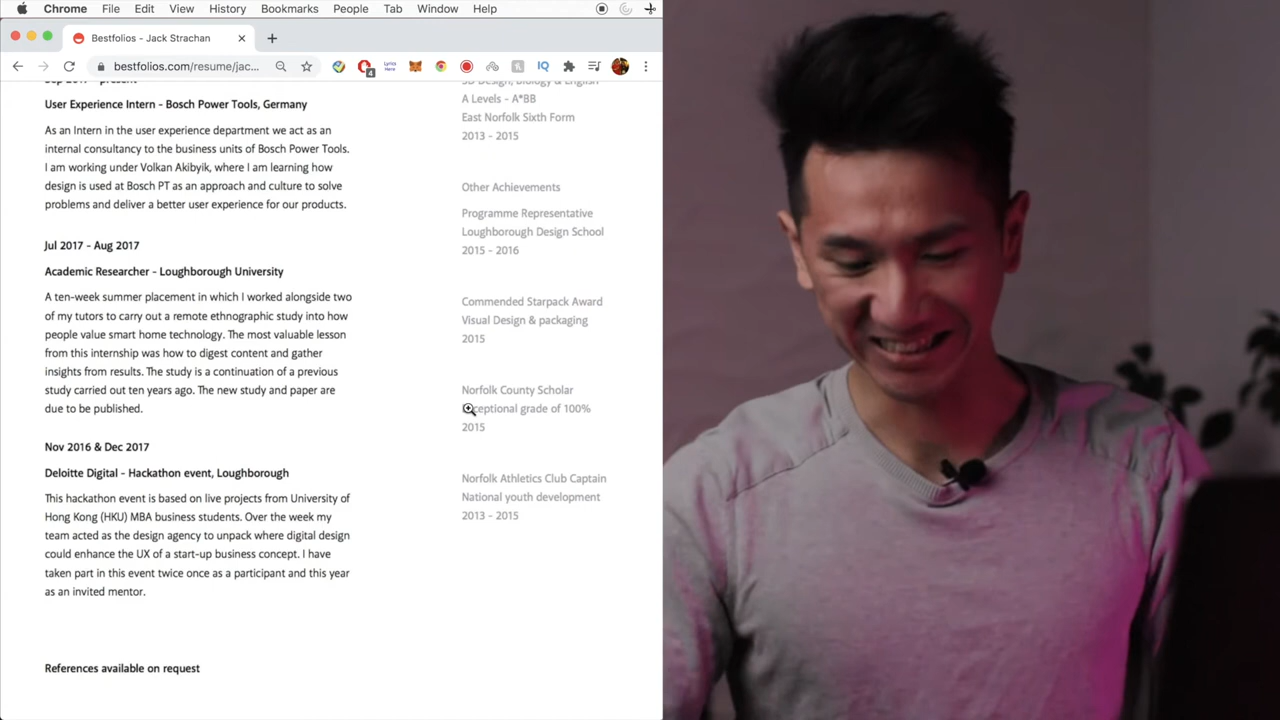 Chrome File Edit View History Bookmarks People Tab Window Help
Bestfolios - Jack Strachan
bestfolios.com/resume/jac...
4
Lyrics Here
IQ
User Experience Intern - Bosch Power Tools, Germany
As an Intern in the user experience department we act as an
internal consultancy to the business units of Bosch Power Tools.
I am working under Volkan Akibyik, where I am learning how
design is used at Bosch PT as an approach and culture to solve
problems and deliver a better user experience for our products.
Jul 2017 - Aug 2017
Academic Researcher - Loughborough University
A ten-week summer placement in which I worked alongside two
of my tutors to carry out a remote ethnographic study into how
people value smart home technology. The most valuable lesson
from this internship was how to digest content and gather
insights from results. The study is a continuation of a previous
study carried out ten years ago. The new study and paper are
due to be published.
Nov 2016 & Dec 2017
Deloitte Digital - Hackathon event, Loughborough
This hackathon event is based on live projects from University of
Hong Kong (HKU) MBA business students. Over the week my
team acted as the design agency to unpack where digital design
could enhance the UX of a start-up business concept. I have
taken part in this event twice once as a participant and this year
as an invited mentor.
References available on request
3D Design, Biology & English
A Levels - A*BB
East Norfolk Sixth Form
2013 - 2015
Other Achievements
Programme Representative
Loughborough Design School
2015 - 2016
Commended Starpack Award
Visual Design & packaging
2015
Norfolk County Scholar
Exceptional grade of 100%
2015
Norfolk Athletics Club Captain
National youth development
2013 - 2015